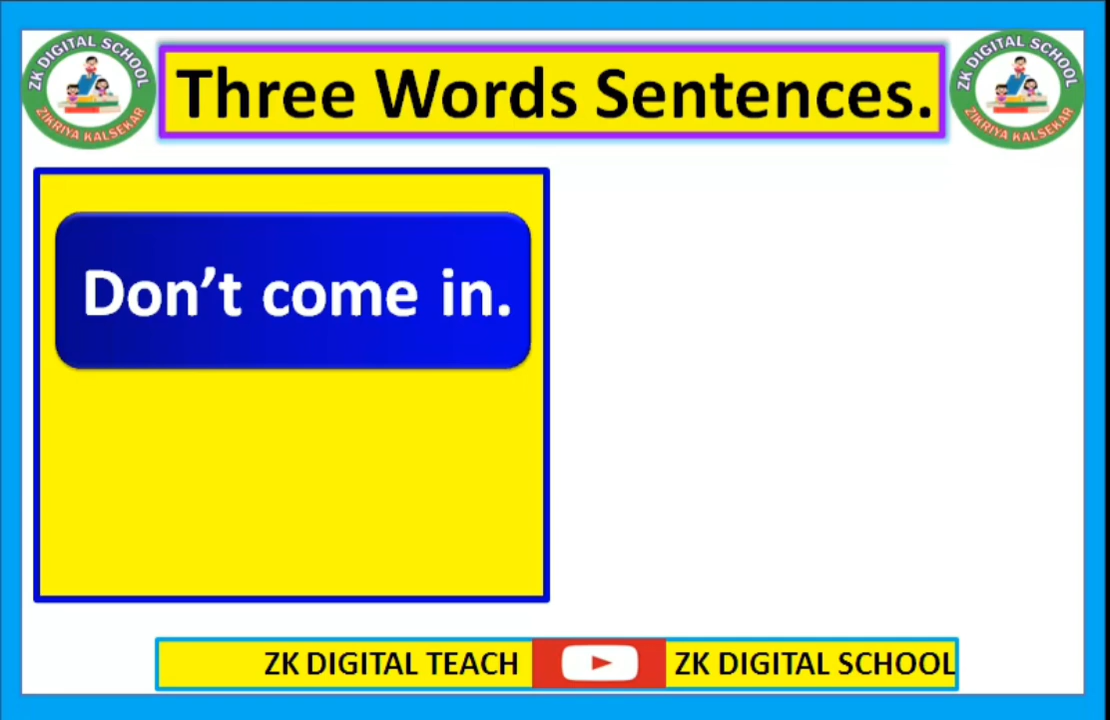 ZK DIGITAL SCHOOL
ZIKRIYA KALSEKAR
Three Words Sentences.
ZK DIGITAL SCHOOL
ZIKRIYA KALSEKAR
Don’t come in.
ZK DIGITAL TEACH
ZK DIGITAL SCHOOL